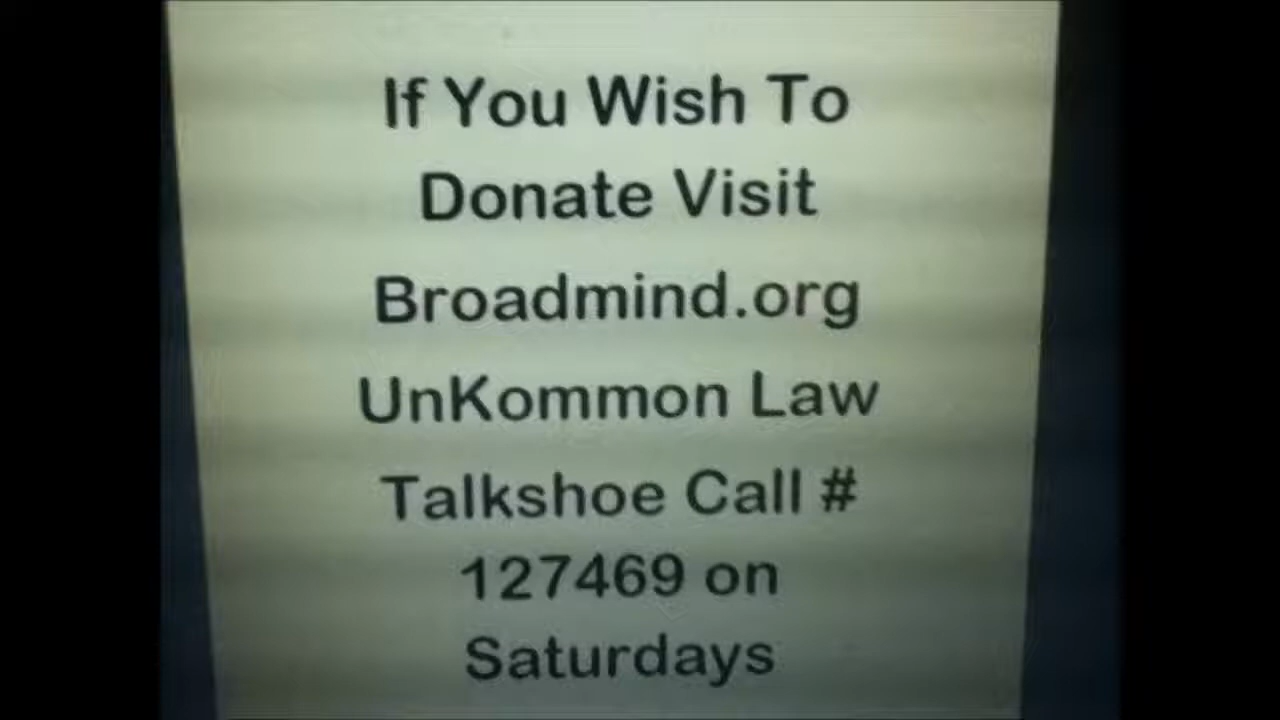 If You Wish To
Donate Visit
Broadmind.org
UnKommon Law
Talkshoe Call #
127469 on
Saturdays